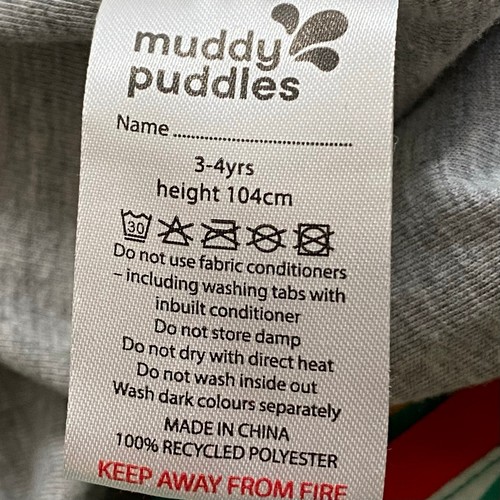 muddy
puddles
Name ....................................
3-4yrs
height 104cm
30
Do not use fabric conditioners
– including washing tabs with
inbuilt conditioner
Do not store damp
Do not dry with direct heat
Do not wash inside out
Wash dark colours separately
MADE IN CHINA
100% RECYCLED POLYESTER
KEEP AWAY FROM FIRE